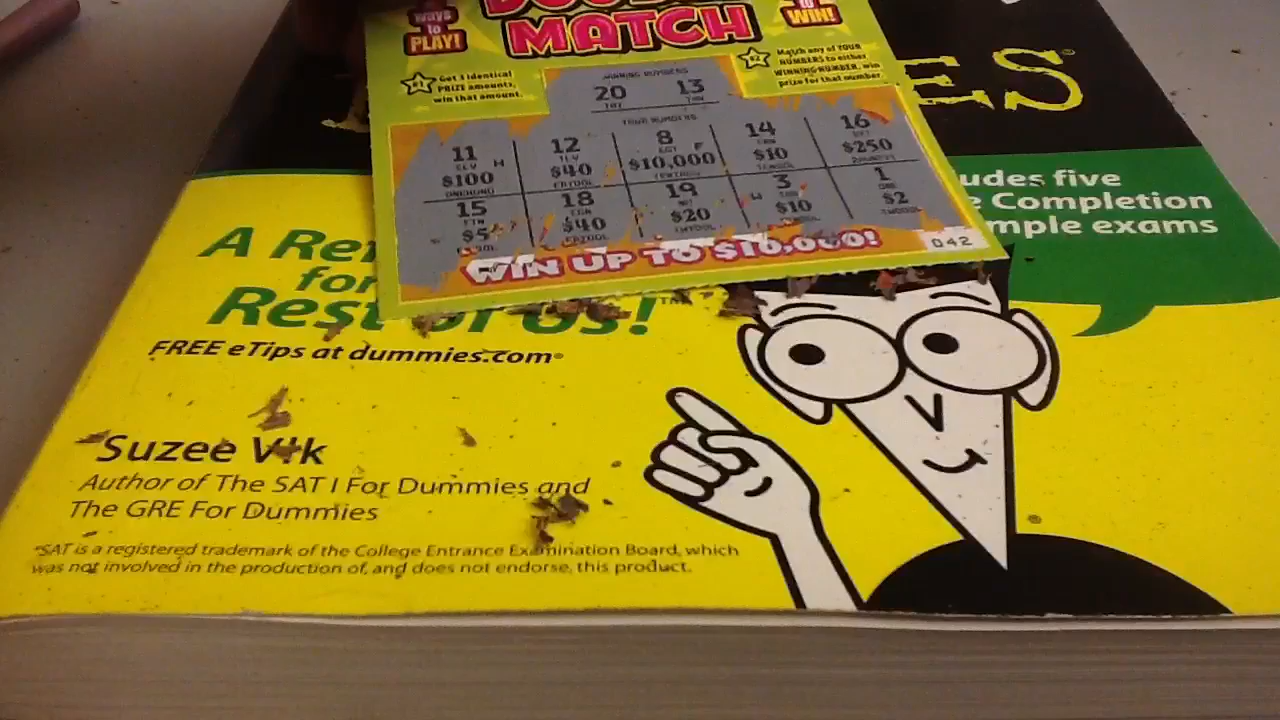 ways
to
PLAY!
MATCH
to
WIN!
#1
Get 3 identical
PRIZE amounts,
win that amount.
#2
Match any of YOUR
NUMBERS to either
WINNING NUMBER, win
prize for that number.
WINNING NUMBERS
20 13
YOUR NUMBERS
11 12 8 14 16
$100 $40 $10,000 $10 $250
15 18 19 3 1
$5 $40 $20 $10 $2
WIN UP TO $10,000!
042
ES
udes five
Completion
mple exams
A Re
for
Rest of Us!™
FREE eTips at dummies.com®
Suzee Vlk
Author of The SAT I For Dummies and
The GRE For Dummies
*SAT is a registered trademark of the College Entrance Examination Board, which
was not involved in the production of, and does not endorse, this product.